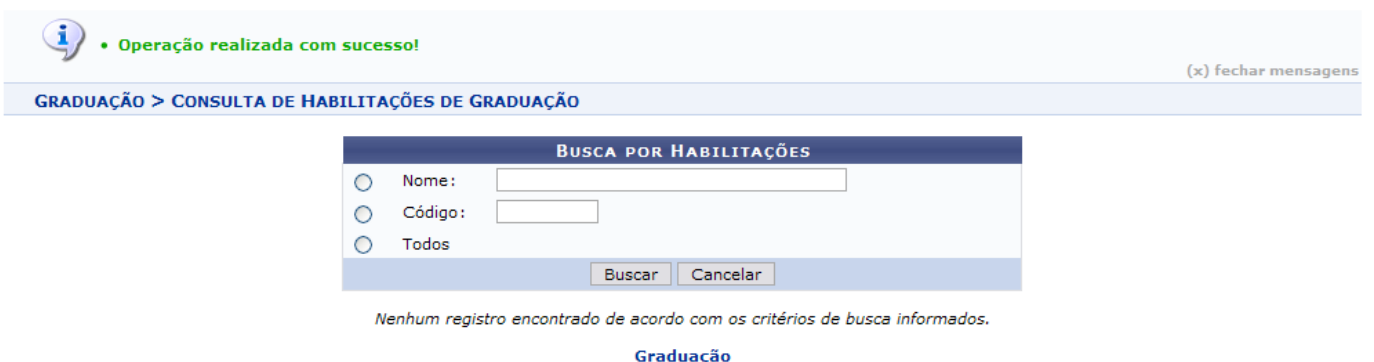 • Operação realizada com sucesso!
(x) fechar mensagens
GRADUAÇÃO > CONSULTA DE HABILITAÇÕES DE GRADUAÇÃO
BUSCA POR HABILITAÇÕES
Nome:
Código:
Todos
Buscar Cancelar
Nenhum registro encontrado de acordo com os critérios de busca informados.
Graduação